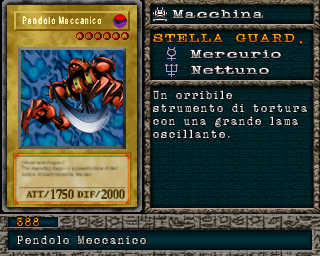 Pendolo Meccanico
ATT/1750 DIF/2000
Macchina
STELLA GUARD.
Mercurio
Nettuno
Un orribile
strumento di tortura
con una grande lama
oscillante.
388
Pendolo Meccanico